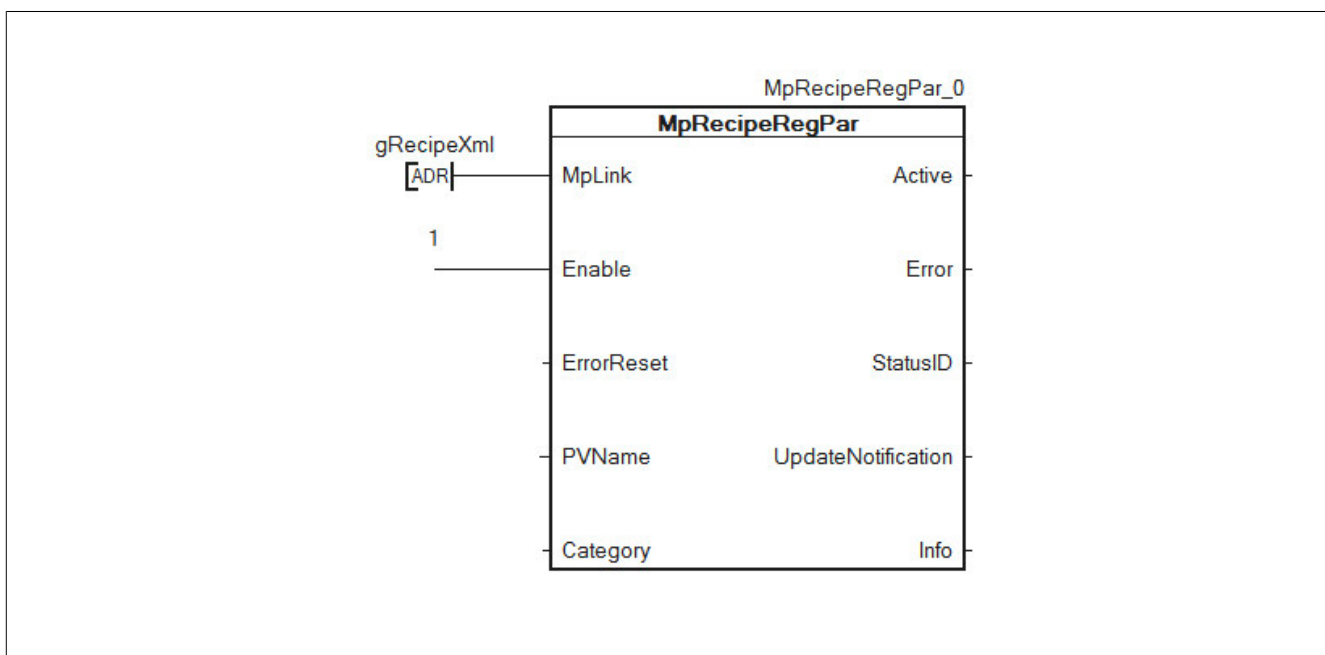 MpRecipeRegPar_0
MpRecipeRegPar
gRecipeXml
ADR
MpLink Active
1
Enable Error
ErrorReset StatusID
PVName UpdateNotification
Category Info